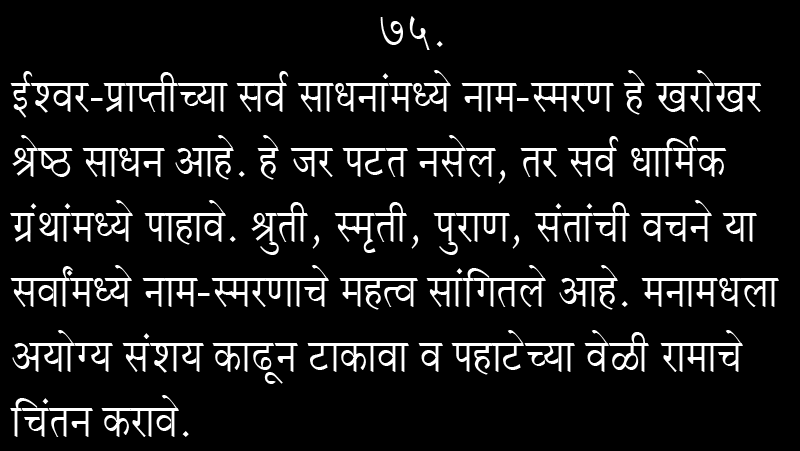 ७५.
ईश्वर-प्राप्तीच्या सर्व साधनांमध्ये नाम-स्मरण हे खरोखर
श्रेष्ठ साधन आहे. हे जर पटत नसेल, तर सर्व धार्मिक
ग्रंथांमध्ये पाहावे. श्रुती, स्मृती, पुराण, संतांची वचने या
सर्वांमध्ये नाम-स्मरणाचे महत्व सांगितले आहे. मनामधला
अयोग्य संशय काढून टाकावा व पहाटेच्या वेळी रामाचे
चिंतन करावे.